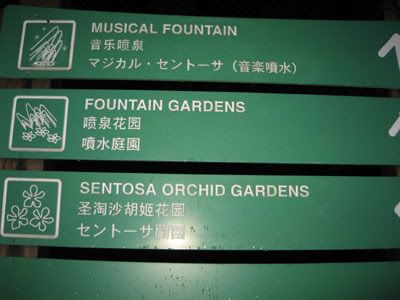 MUSICAL FOUNTAIN
音乐喷泉
マジカル・セントーサ（音楽噴水）
FOUNTAIN GARDENS
喷泉花园
噴水庭園
SENTOSA ORCHID GARDENS
圣淘沙胡姬花园
セントーサ蘭園